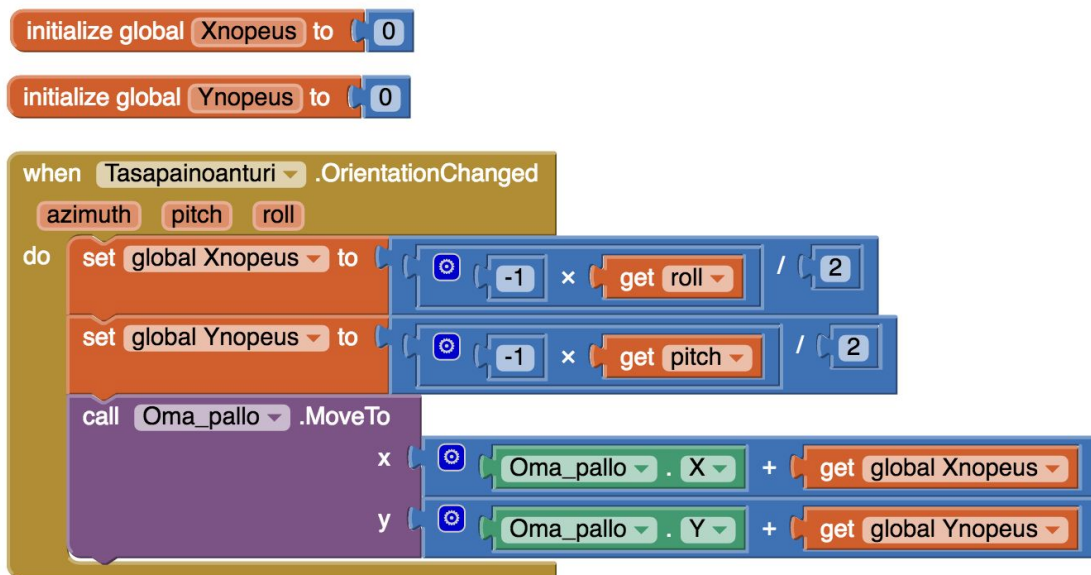 initialize global Xnopeus to 0
initialize global Ynopeus to 0
when Tasapainoanturi .OrientationChanged
azimuth pitch roll
do set global Xnopeus to -1 × get roll / 2
set global Ynopeus to -1 × get pitch / 2
call Oma_pallo .MoveTo
x Oma_pallo . X + get global Xnopeus
y Oma_pallo . Y + get global Ynopeus